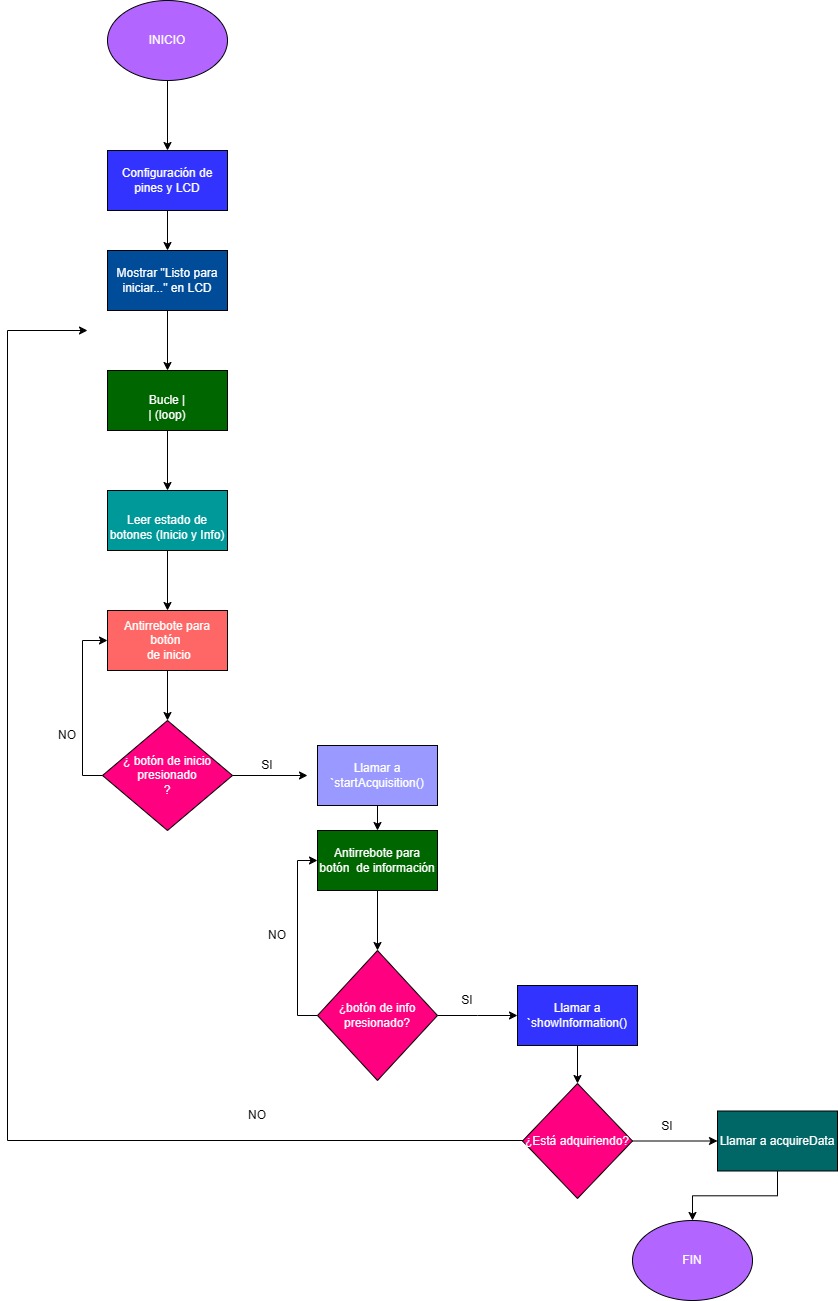 INICIO
Configuración de
pines y LCD
Mostrar "Listo para
iniciar..." en LCD
Bucle |
| (loop)
Leer estado de
botones (Inicio y Info)
Antirrebote para
botón
de inicio
NO
¿ botón de inicio
presionado
?
SI
Llamar a
`startAcquisition()
Antirrebote para
botón  de información
NO
¿botón de info
presionado?
SI
Llamar a
`showInformation()
NO
¿Está adquiriendo?
SI
Llamar a acquireData
FIN